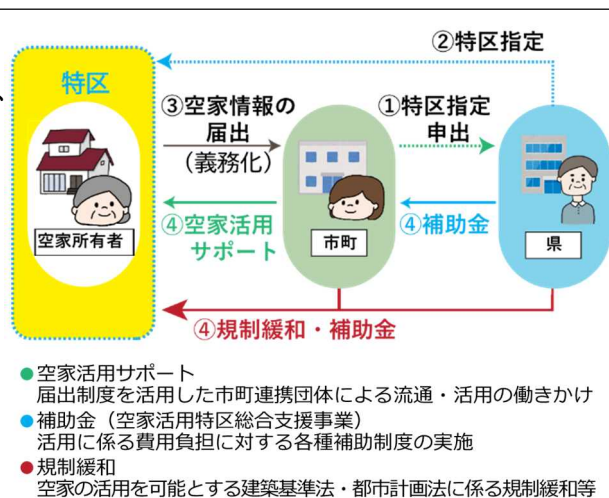 ②特区指定
特区
③空家情報の
届出
(義務化)
①特区指定
申出
空家所有者
④空家活用
サポート
市町
④補助金
県
④規制緩和・補助金
●空家活用サポート
届出制度を活用した市町連携団体による流通・活用の働きかけ
●補助金（空家活用特区総合支援事業）
活用に係る費用負担に対する各種補助制度の実施
●規制緩和
空家の活用を可能とする建築基準法・都市計画法に係る規制緩和等